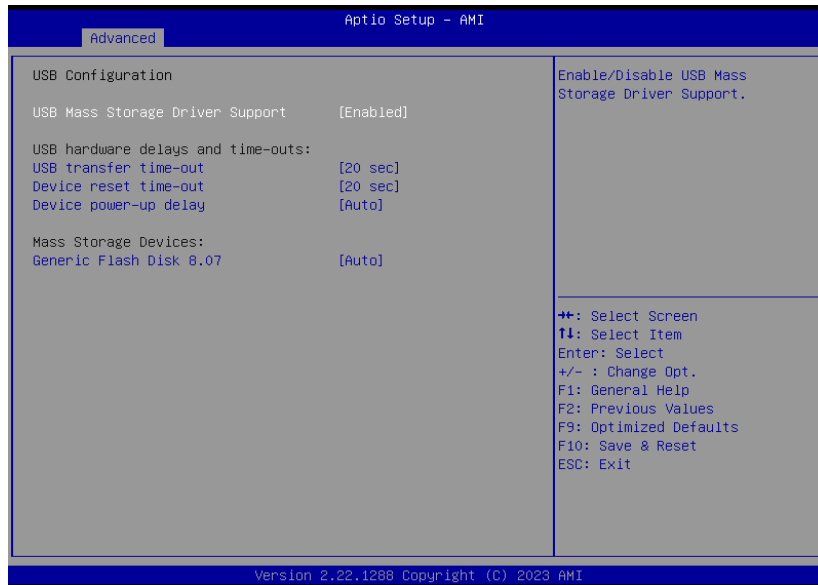 Aptio Setup – AMI
Advanced
USB Configuration
USB Mass Storage Driver Support [Enabled]
USB hardware delays and time-outs:
USB transfer time-out [20 sec]
Device reset time-out [20 sec]
Device power-up delay [Auto]
Mass Storage Devices:
Generic Flash Disk 8.07 [Auto]
Enable/Disable USB Mass
Storage Driver Support.
→←: Select Screen
↑↓: Select Item
Enter: Select
+/- : Change Opt.
F1: General Help
F2: Previous Values
F9: Optimized Defaults
F10: Save & Reset
ESC: Exit
Version 2.22.1288 Copyright (C) 2023 AMI